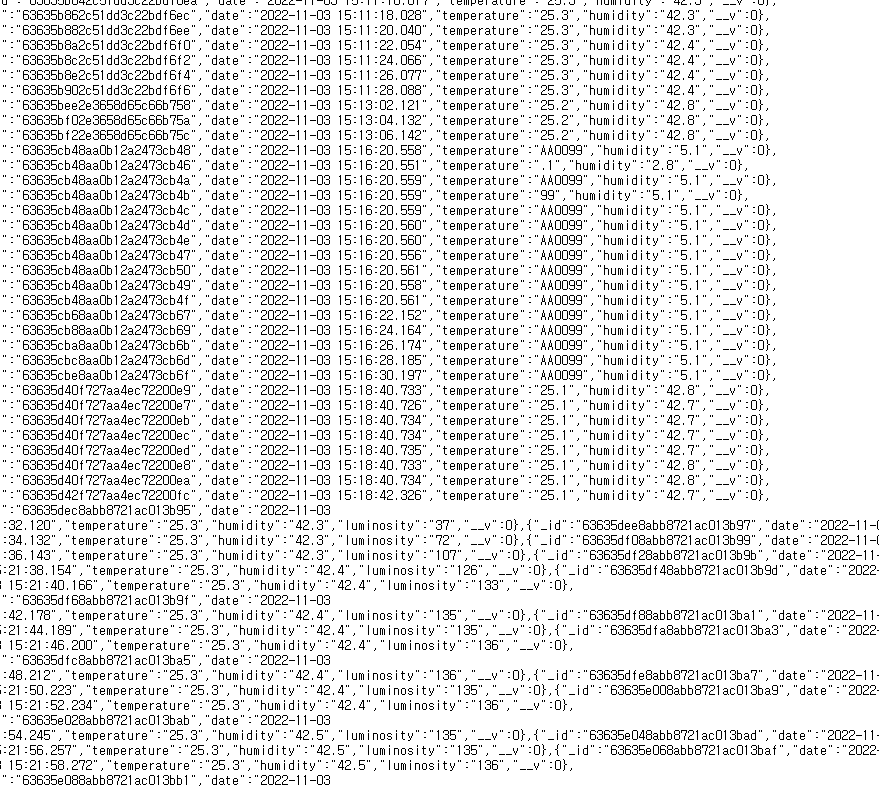 "temperature":"25.3","humidity":"42.3","__v":0},
":"63635b862c51dd3c22bdf6ec","date":"2022-11-03 15:11:18.028","temperature":"25.3","humidity":"42.3","__v":0},
":"63635b882c51dd3c22bdf6ee","date":"2022-11-03 15:11:20.040","temperature":"25.3","humidity":"42.3","__v":0},
":"63635b8a2c51dd3c22bdf6f0","date":"2022-11-03 15:11:22.054","temperature":"25.3","humidity":"42.4","__v":0},
":"63635b8c2c51dd3c22bdf6f2","date":"2022-11-03 15:11:24.066","temperature":"25.3","humidity":"42.4","__v":0},
":"63635b8e2c51dd3c22bdf6f4","date":"2022-11-03 15:11:26.077","temperature":"25.3","humidity":"42.4","__v":0},
":"63635b902c51dd3c22bdf6f6","date":"2022-11-03 15:11:28.088","temperature":"25.3","humidity":"42.4","__v":0},
":"63635bee2e3658d65c66b758","date":"2022-11-03 15:13:02.121","temperature":"25.2","humidity":"42.8","__v":0},
":"63635bf02e3658d65c66b75a","date":"2022-11-03 15:13:04.132","temperature":"25.2","humidity":"42.8","__v":0},
":"63635bf22e3658d65c66b75c","date":"2022-11-03 15:13:06.142","temperature":"25.2","humidity":"42.8","__v":0},
":"63635cb48aa0b12a2473cb48","date":"2022-11-03 15:16:20.558","temperature":"AA0099","humidity":"5.1","__v":0},
":"63635cb48aa0b12a2473cb46","date":"2022-11-03 15:16:20.551","temperature":".1","humidity":"2.8","__v":0},
":"63635cb48aa0b12a2473cb4a","date":"2022-11-03 15:16:20.559","temperature":"AA0099","humidity":"5.1","__v":0},
":"63635cb48aa0b12a2473cb4b","date":"2022-11-03 15:16:20.559","temperature":"99","humidity":"5.1","__v":0},
":"63635cb48aa0b12a2473cb4c","date":"2022-11-03 15:16:20.559","temperature":"AA0099","humidity":"5.1","__v":0},
":"63635cb48aa0b12a2473cb4d","date":"2022-11-03 15:16:20.560","temperature":"AA0099","humidity":"5.1","__v":0},
":"63635cb48aa0b12a2473cb4e","date":"2022-11-03 15:16:20.560","temperature":"AA0099","humidity":"5.1","__v":0},
":"63635cb48aa0b12a2473cb47","date":"2022-11-03 15:16:20.556","temperature":"AA0099","humidity":"5.1","__v":0},
":"63635cb48aa0b12a2473cb50","date":"2022-11-03 15:16:20.561","temperature":"AA0099","humidity":"5.1","__v":0},
":"63635cb48aa0b12a2473cb49","date":"2022-11-03 15:16:20.558","temperature":"AA0099","humidity":"5.1","__v":0},
":"63635cb48aa0b12a2473cb4f","date":"2022-11-03 15:16:20.561","temperature":"AA0099","humidity":"5.1","__v":0},
":"63635cb68aa0b12a2473cb67","date":"2022-11-03 15:16:22.152","temperature":"AA0099","humidity":"5.1","__v":0},
":"63635cb88aa0b12a2473cb69","date":"2022-11-03 15:16:24.164","temperature":"AA0099","humidity":"5.1","__v":0},
":"63635cba8aa0b12a2473cb6b","date":"2022-11-03 15:16:26.174","temperature":"AA0099","humidity":"5.1","__v":0},
":"63635cbc8aa0b12a2473cb6d","date":"2022-11-03 15:16:28.185","temperature":"AA0099","humidity":"5.1","__v":0},
":"63635cbe8aa0b12a2473cb6f","date":"2022-11-03 15:16:30.197","temperature":"AA0099","humidity":"5.1","__v":0},
":"63635d40f727aa4ec72200e9","date":"2022-11-03 15:18:40.733","temperature":"25.1","humidity":"42.8","__v":0},
":"63635d40f727aa4ec72200e7","date":"2022-11-03 15:18:40.726","temperature":"25.1","humidity":"42.7","__v":0},
":"63635d40f727aa4ec72200eb","date":"2022-11-03 15:18:40.734","temperature":"25.1","humidity":"42.7","__v":0},
":"63635d40f727aa4ec72200ec","date":"2022-11-03 15:18:40.734","temperature":"25.1","humidity":"42.7","__v":0},
":"63635d40f727aa4ec72200ed","date":"2022-11-03 15:18:40.735","temperature":"25.1","humidity":"42.7","__v":0},
":"63635d40f727aa4ec72200e8","date":"2022-11-03 15:18:40.733","temperature":"25.1","humidity":"42.8","__v":0},
":"63635d40f727aa4ec72200ea","date":"2022-11-03 15:18:40.734","temperature":"25.1","humidity":"42.8","__v":0},
":"63635d42f727aa4ec72200fc","date":"2022-11-03 15:18:42.326","temperature":"25.1","humidity":"42.7","__v":0},
":"63635dec8abb8721ac013b95","date":"2022-11-03
:32.120","temperature":"25.3","humidity":"42.3","luminosity":"37","__v":0},{"_id":"63635dee8abb8721ac013b97","date":"2022-11-0
:34.132","temperature":"25.3","humidity":"42.3","luminosity":"72","__v":0},{"_id":"63635df08abb8721ac013b99","date":"2022-11-0
:36.143","temperature":"25.3","humidity":"42.3","luminosity":"107","__v":0},{"_id":"63635df28abb8721ac013b9b","date":"2022-11-
5:21:38.154","temperature":"25.3","humidity":"42.4","luminosity":"126","__v":0},{"_id":"63635df48abb8721ac013b9d","date":"2022-
3 15:21:40.166","temperature":"25.3","humidity":"42.4","luminosity":"133","__v":0},
":"63635df68abb8721ac013b9f","date":"2022-11-03
:42.178","temperature":"25.3","humidity":"42.4","luminosity":"135","__v":0},{"_id":"63635df88abb8721ac013ba1","date":"2022-11-
5:21:44.189","temperature":"25.3","humidity":"42.4","luminosity":"135","__v":0},{"_id":"63635dfa8abb8721ac013ba3","date":"2022-
3 15:21:46.200","temperature":"25.3","humidity":"42.4","luminosity":"136","__v":0},
":"63635dfc8abb8721ac013ba5","date":"2022-11-03
:48.212","temperature":"25.3","humidity":"42.4","luminosity":"136","__v":0},{"_id":"63635dfe8abb8721ac013ba7","date":"2022-11-
5:21:50.223","temperature":"25.3","humidity":"42.4","luminosity":"135","__v":0},{"_id":"63635e008abb8721ac013ba9","date":"2022-
3 15:21:52.234","temperature":"25.3","humidity":"42.4","luminosity":"136","__v":0},
":"63635e028abb8721ac013bab","date":"2022-11-03
:54.245","temperature":"25.3","humidity":"42.5","luminosity":"135","__v":0},{"_id":"63635e048abb8721ac013bad","date":"2022-11-
5:21:56.257","temperature":"25.3","humidity":"42.5","luminosity":"135","__v":0},{"_id":"63635e068abb8721ac013baf","date":"2022-
3 15:21:58.272","temperature":"25.3","humidity":"42.5","luminosity":"136","__v":0},
":"63635e088abb8721ac013bb1","date":"2022-11-03